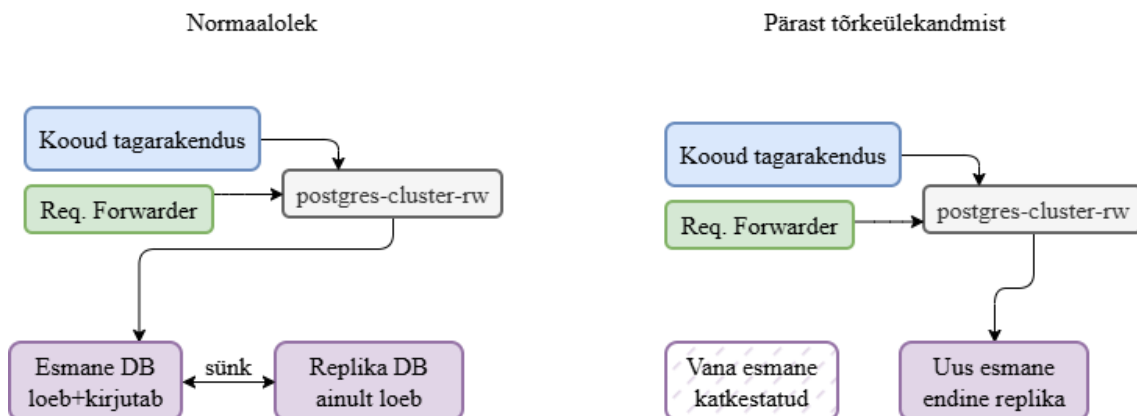 Normaalolek
Pärast tõrkeülekandmist
Kooud tagarakendus
Req. Forwarder
postgres-cluster-rw
Esmane DB
loeb+kirjutab
sünk
Replika DB
ainult loeb
Kooud tagarakendus
Req. Forwarder
postgres-cluster-rw
Vana esmane
katkestatud
Uus esmane
endine replika